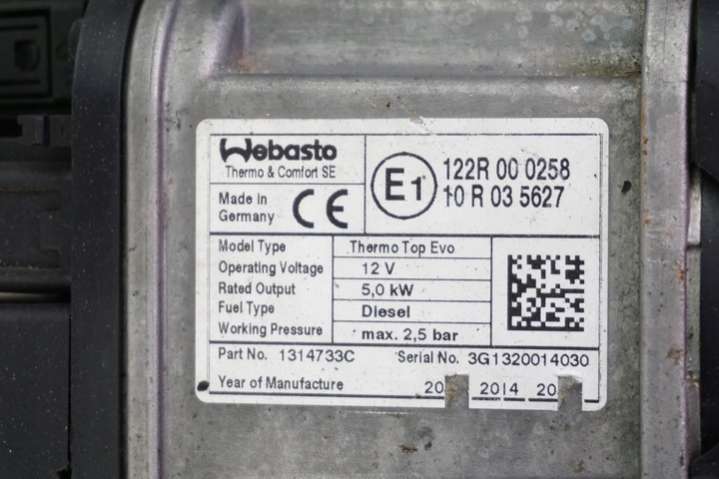 Webasto
Thermo & Comfort SE
Made in
Germany
CE
E1
122R 00 0258
10 R 03 5627
Model Type Thermo Top Evo
Operating Voltage 12 V
Rated Output 5,0 kW
Fuel Type Diesel
Working Pressure max. 2,5 bar
Part No. 1314733C Serial No. 3G1320014030
Year of Manufacture 20 2014 20